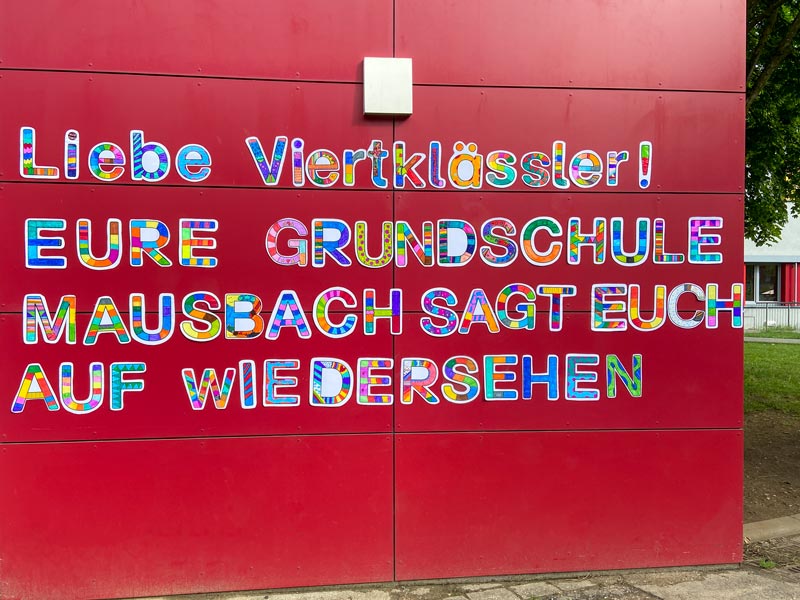 Liebe Viertklässler!
EURE GRUNDSCHULE
MAUSBACH SAGT EUCH
AUF WIEDERSEHEN